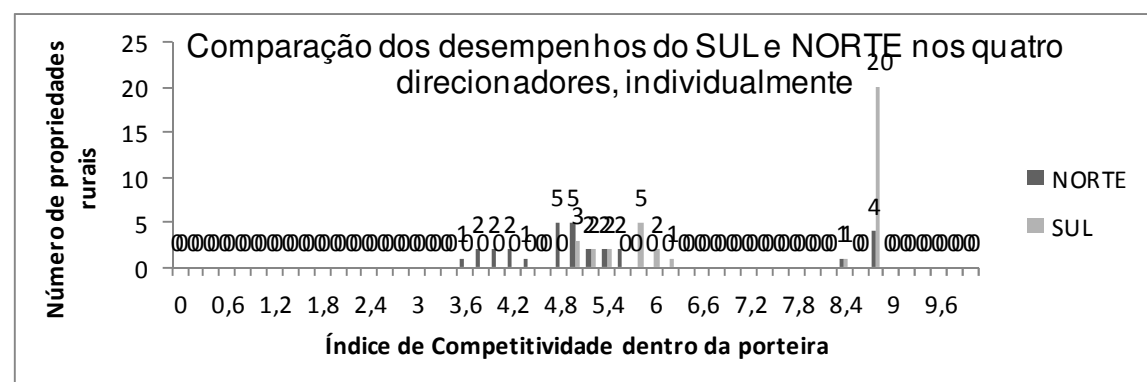 Comparação dos desempenhos do SUL e NORTE nos quatro
direcionadores, individualmente
Número de propriedades
rurais
25
20
15
10
5
0
1 2 2 2 1 5 5 3 2 2 2 2 2 5 2 1 1 1 4 20
0 0,6 1,2 1,8 2,4 3 3,6 4,2 4,8 5,4 6 6,6 7,2 7,8 8,4 9 9,6
Índice de Competitividade dentro da porteira
NORTE
SUL